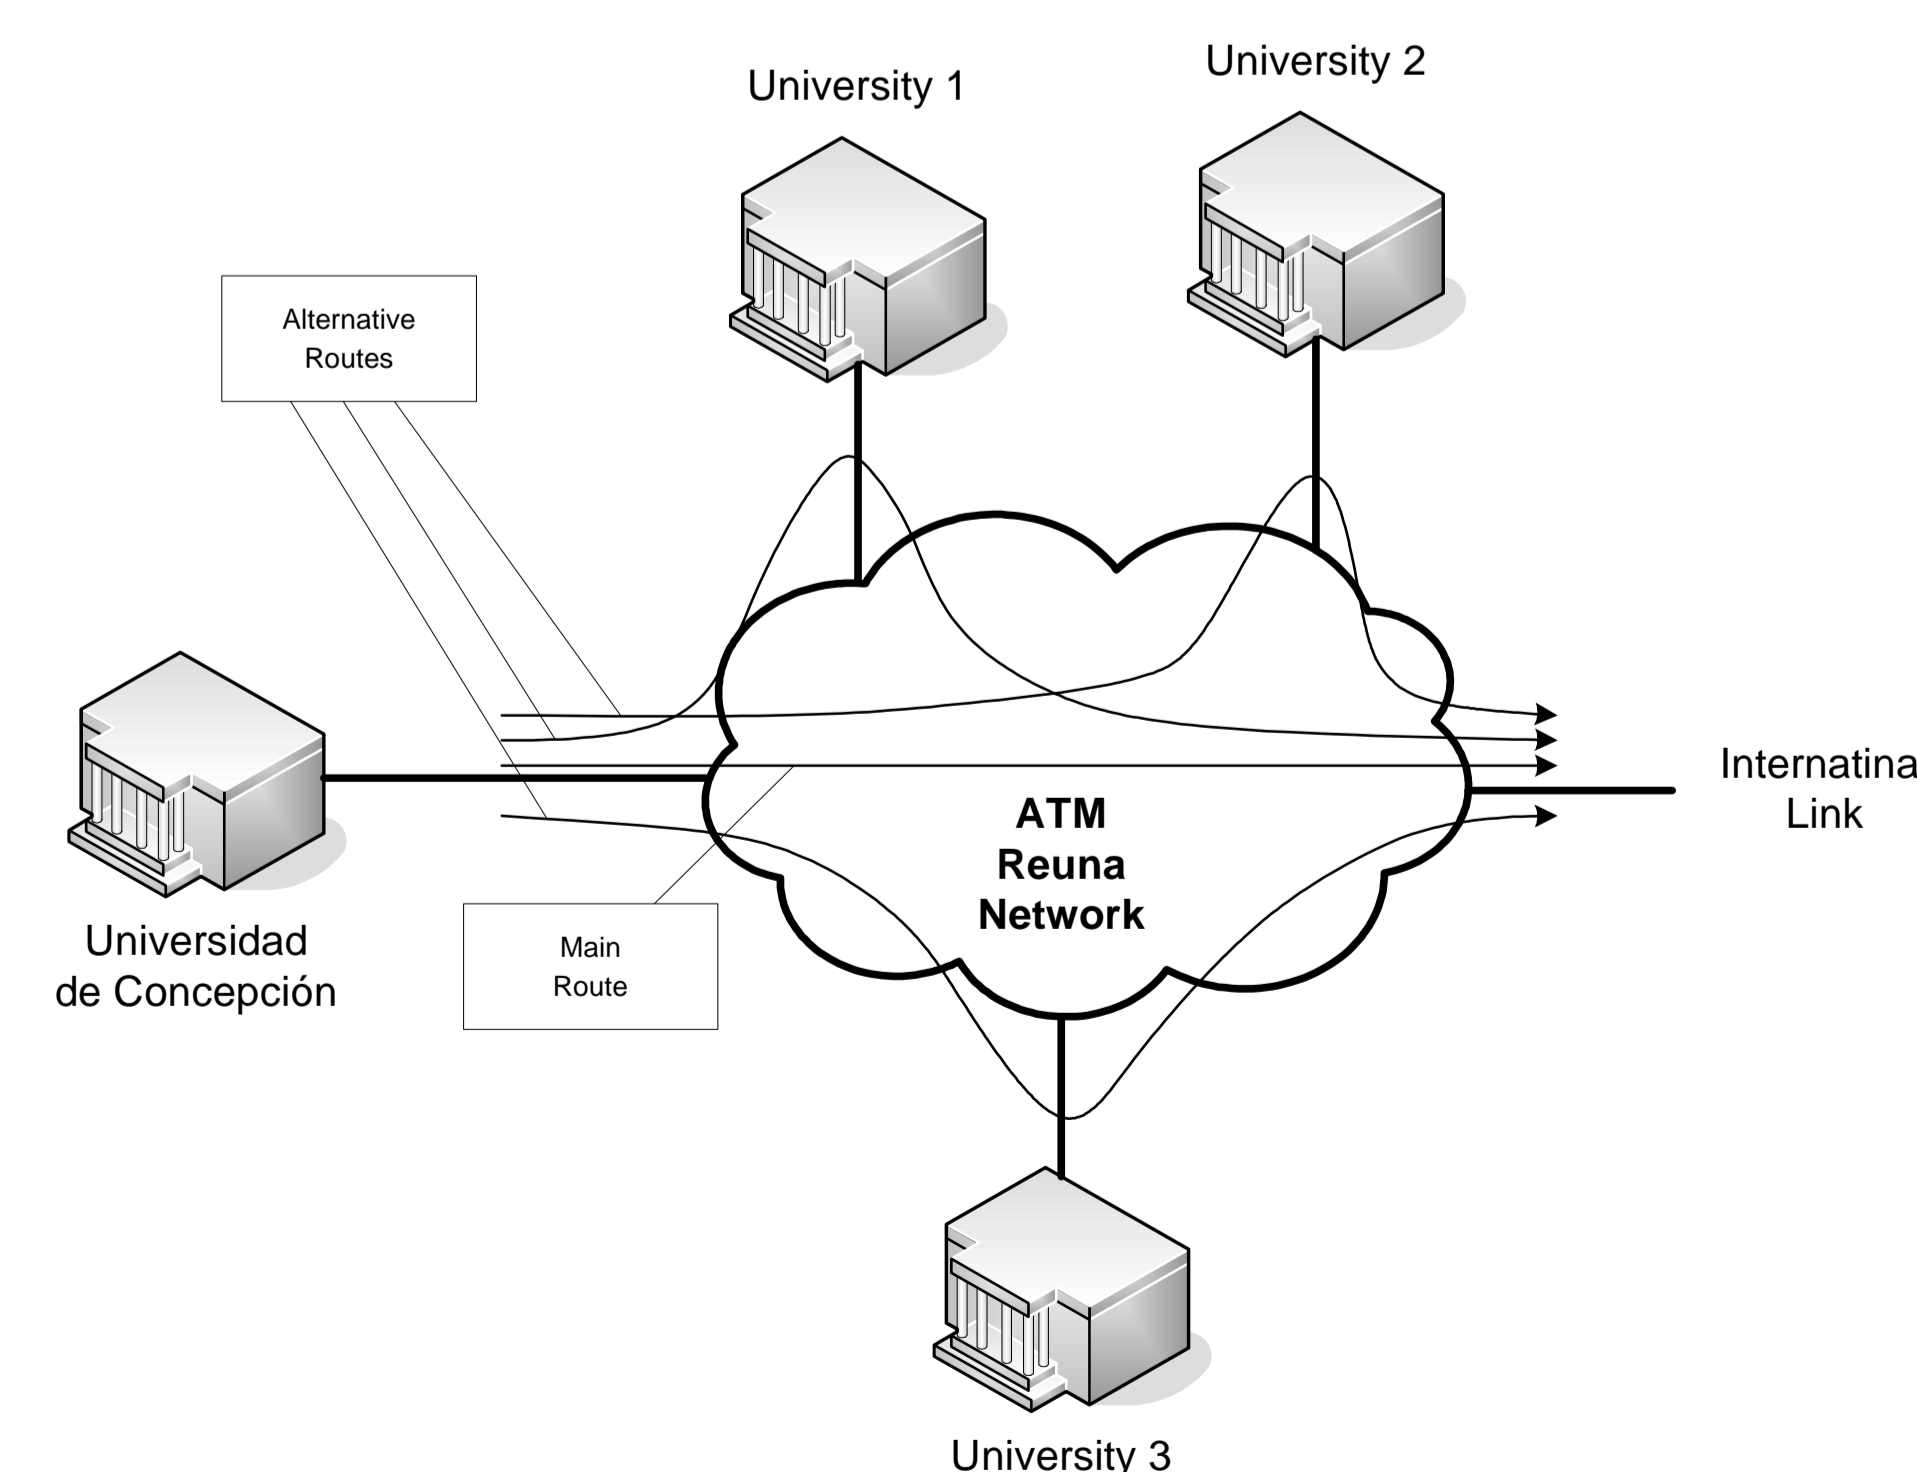 University 1
University 2
Alternative
Routes
Internatina
Link
ATM
Reuna
Network
Universidad
de Concepción
Main
Route
University 3